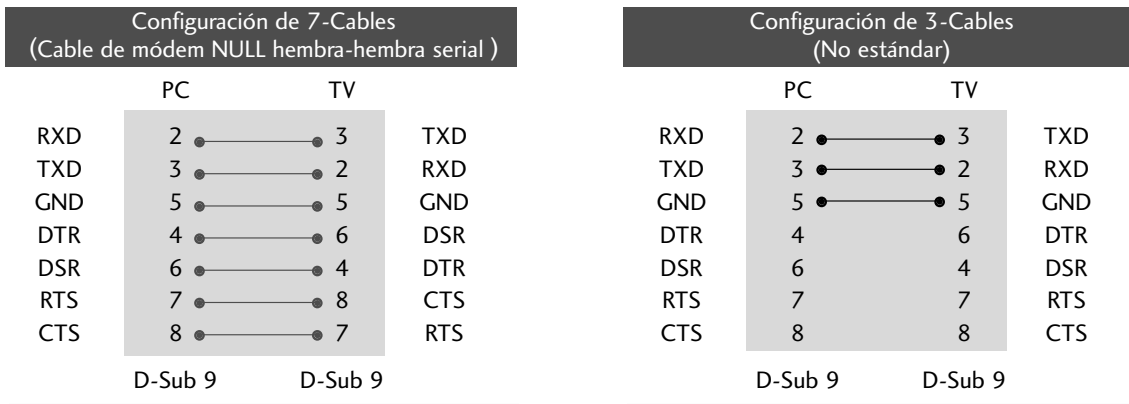 Configuración de 7-Cables
(Cable de módem NULL hembra-hembra serial )
PC TV
RXD 2 3 TXD
TXD 3 2 RXD
GND 5 5 GND
DTR 4 6 DSR
DSR 6 4 DTR
RTS 7 8 CTS
CTS 8 7 RTS
D-Sub 9 D-Sub 9
Configuración de 3-Cables
(No estándar)
PC TV
RXD 2 3 TXD
TXD 3 2 RXD
GND 5 5 GND
DTR 4 6 DTR
DSR 6 4 DSR
RTS 7 7 RTS
CTS 8 8 CTS
D-Sub 9 D-Sub 9